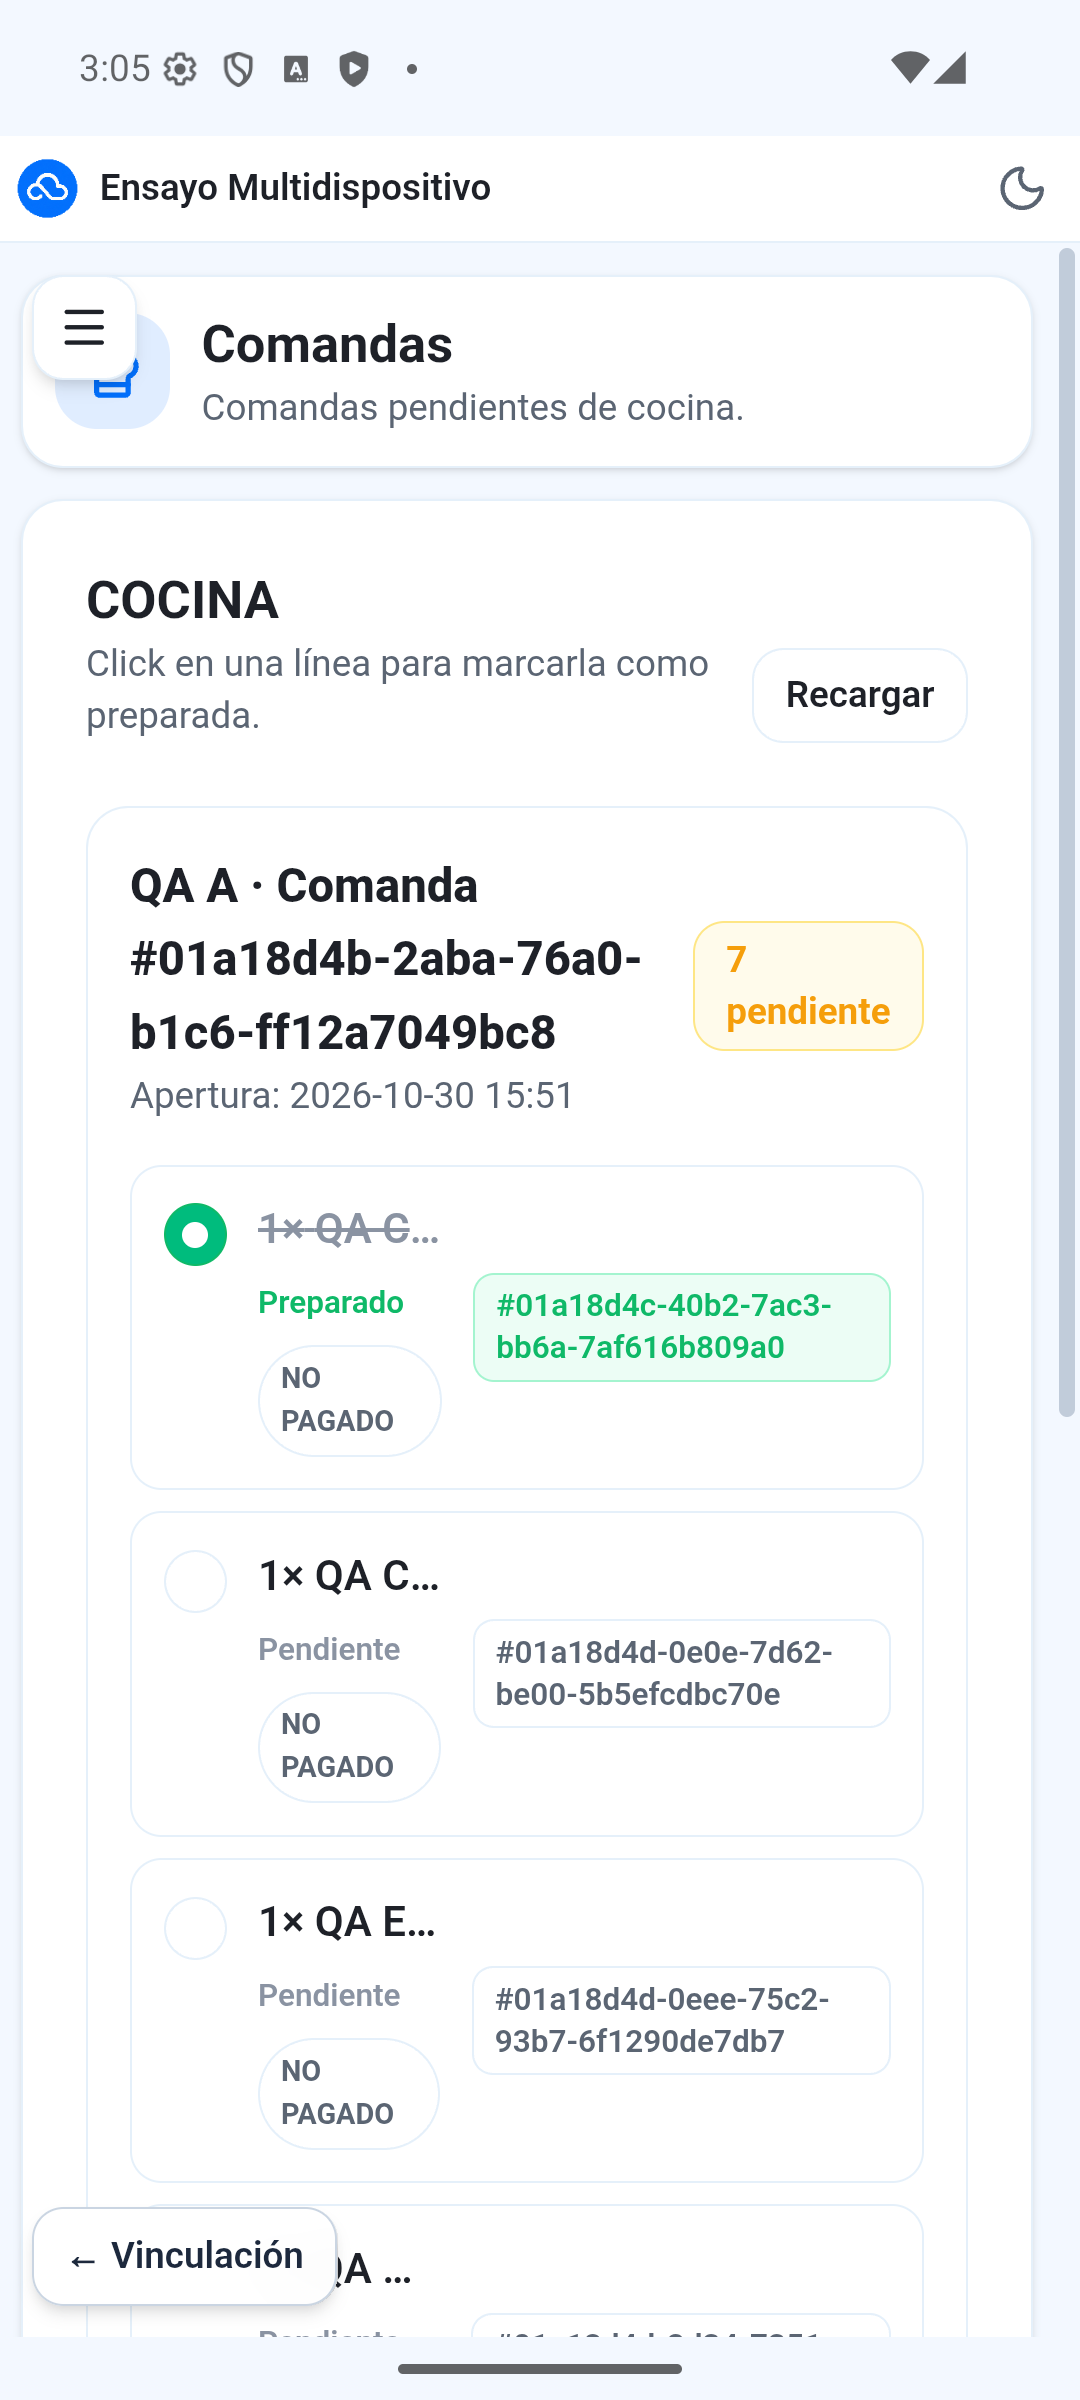 3:05
Ensayo Multidispositivo
Comandas
Comandas pendientes de cocina.
COCINA
Click en una línea para marcarla como
preparada.
Recargar
QA A · Comanda
#01a18d4b-2aba-76a0-
b1c6-ff12a7049bc8
7
pendiente
Apertura: 2026-10-30 15:51
1× QA C...
Preparado
#01a18d4c-40b2-7ac3-
bb6a-7af616b809a0
NO
PAGADO
1× QA C...
Pendiente
#01a18d4d-0e0e-7d62-
be00-5b5efcdbc70e
NO
PAGADO
1× QA E...
Pendiente
#01a18d4d-0eee-75c2-
93b7-6f1290de7db7
NO
PAGADO
← Vinculación
QA ...
Pendiente